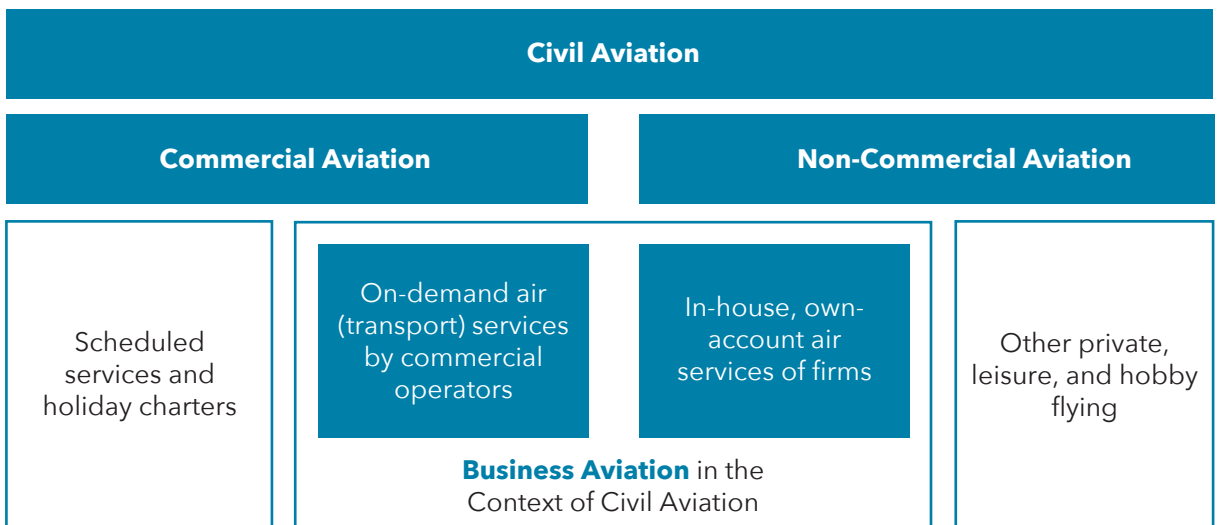 Civil Aviation
Commercial Aviation
Non-Commercial Aviation
Scheduled
services and
holiday charters
On-demand air
(transport) services
by commercial
operators
In-house, own-
account air
services of firms
Other private,
leisure, and hobby
flying
Business Aviation in the
Context of Civil Aviation